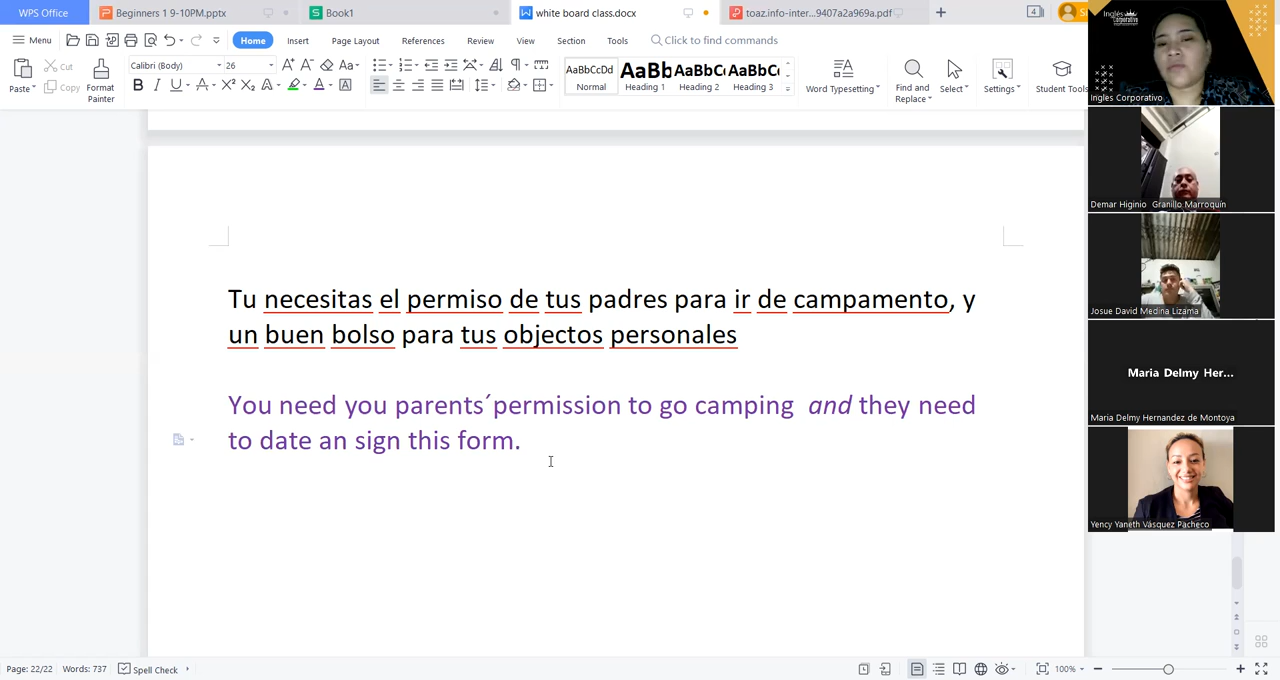 WPS Office Beginners 1 9-10PM.pptx Book1 white board class.docx toaz.info-inter...9407a2a969a.pdf + 4
Menu Home Insert Page Layout References Review View Section Tools Click to find commands
Paste Cut Copy Format Painter Calibri (Body) 26 AaBbCcDd Normal AaBb Heading 1 AaBbC Heading 2 AaBbC Heading 3 Word Typesetting Find and Replace Select Settings Student Tools
Tu necesitas el permiso de tus padres para ir de campamento, y
un buen bolso para tus objectos personales
You need you parents´permission to go camping and they need
to date an sign this form.
Inglés Corporativo
Ingles Corporativo
Demar Higinio Granillo Marroquín
Josue David Medina Lizama
Maria Delmy Her...
Maria Delmy Hernandez de Montoya
Yency Yaneth Vásquez Pacheco
Page: 22/22 Words: 737 Spell Check 100%